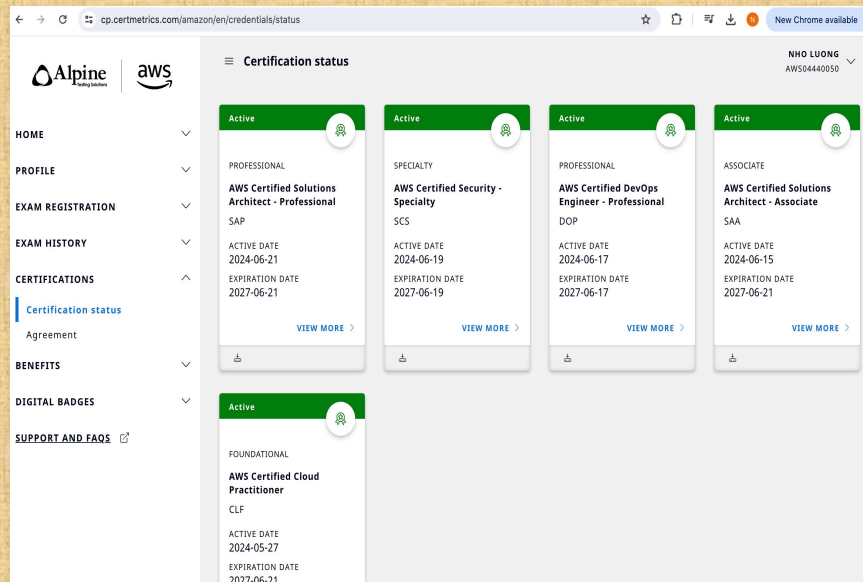 cp.certmetrics.com/amazon/en/credentials/status
N
New Chrome available
Alpine
Testing Solutions
aws
Certification status
NHO LUONG
AWS04440050
HOME
PROFILE
EXAM REGISTRATION
EXAM HISTORY
CERTIFICATIONS
Certification status
Agreement
BENEFITS
DIGITAL BADGES
SUPPORT AND FAQS
Active
PROFESSIONAL
AWS Certified Solutions
Architect - Professional
SAP
ACTIVE DATE
2024-06-21
EXPIRATION DATE
2027-06-21
VIEW MORE
Active
SPECIALTY
AWS Certified Security -
Specialty
SCS
ACTIVE DATE
2024-06-19
EXPIRATION DATE
2027-06-19
VIEW MORE
Active
PROFESSIONAL
AWS Certified DevOps
Engineer - Professional
DOP
ACTIVE DATE
2024-06-17
EXPIRATION DATE
2027-06-17
VIEW MORE
Active
ASSOCIATE
AWS Certified Solutions
Architect - Associate
SAA
ACTIVE DATE
2024-06-15
EXPIRATION DATE
2027-06-21
VIEW MORE
Active
FOUNDATIONAL
AWS Certified Cloud
Practitioner
CLF
ACTIVE DATE
2024-05-27
EXPIRATION DATE
2027-06-21